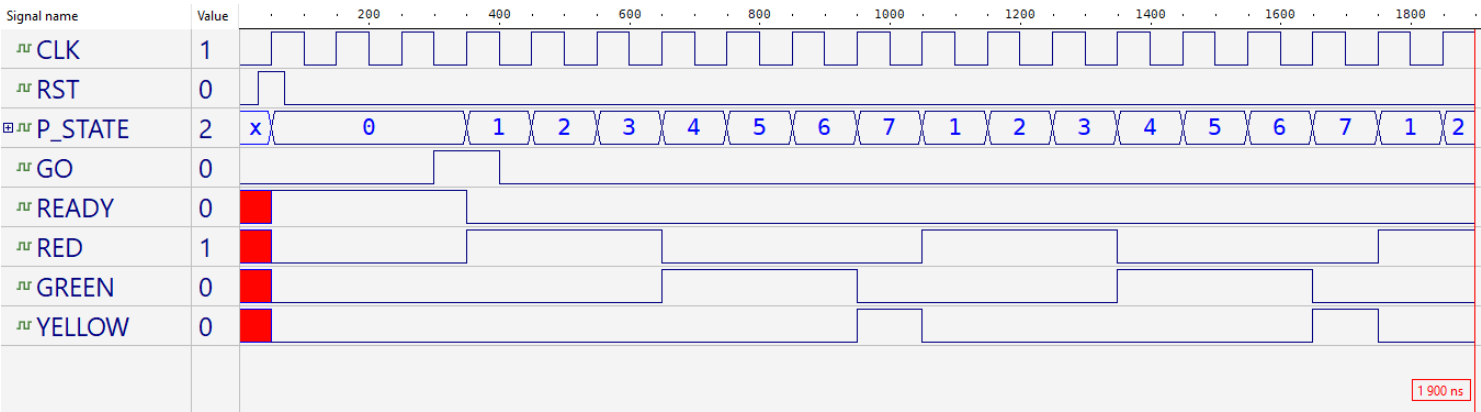 Signal name Value 200 400 600 800 1000 1200 1400 1600 1800
CLK 1
RST 0
P_STATE 2 x 0 1 2 3 4 5 6 7 1 2 3 4 5 6 7 1 2
GO 0
READY 0
RED 1
GREEN 0
YELLOW 0
1 900 ns